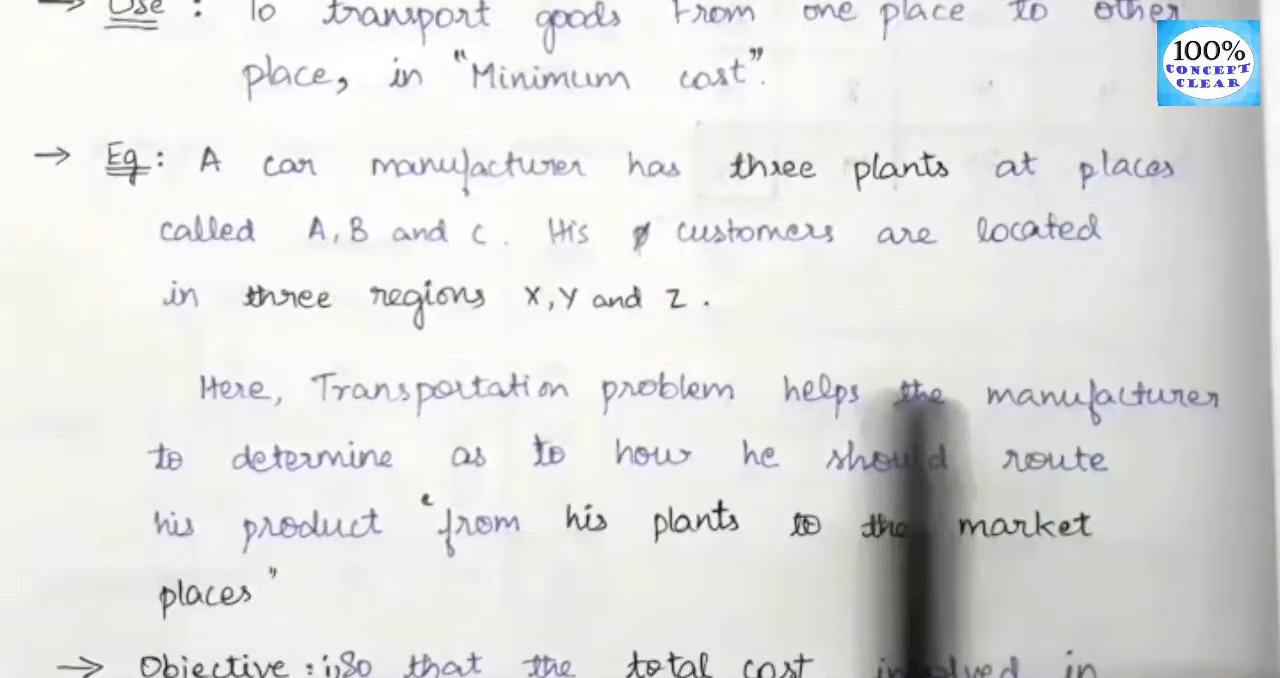 → Use : To transport goods from one place to other
place, in "Minimum cost".
100%
CONCEPT
CLEAR
→ Eg : A car manufacturer has three plants at places
called A, B and C. His customers are located
in three regions X, Y and Z.
Here, Transportation problem helps the manufacturer
to determine as to how he should route
his product "from his plants to the market
places"
→ Objective : i, So that the total cost involved in